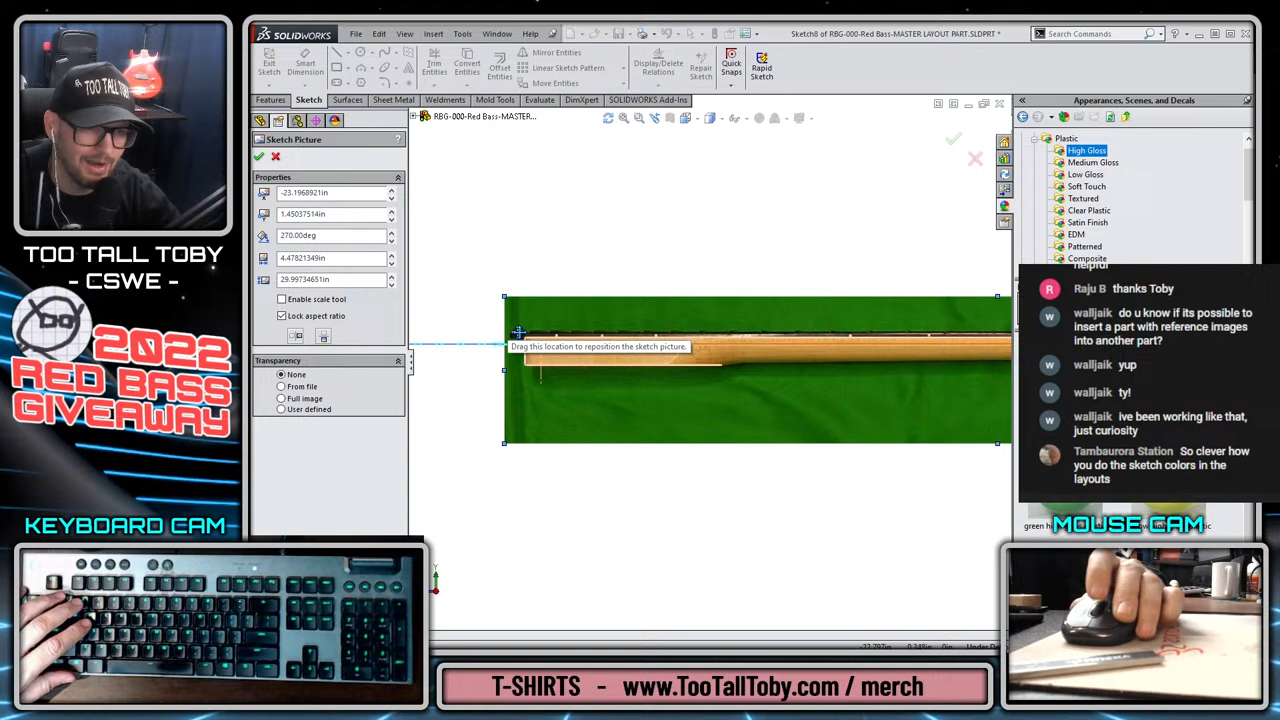 SOLIDWORKS File Edit View Insert Tools Window Help Sketch8 of RBG-000-Red Bass-MASTER LAYOUT PART.SLDPRT * Search Commands
Exit Sketch
Smart Dimension
Trim Entities
Convert Entities
Offset Entities
Mirror Entities
Linear Sketch Pattern
Move Entities
Display/Delete Relations
Repair Sketch
Quick Snaps
Rapid Sketch
Features Sketch Surfaces Sheet Metal Weldments Mold Tools Evaluate DimXpert SOLIDWORKS Add-Ins
RBG-000-Red Bass-MASTER...
Sketch Picture
Properties
-23.1968921in
1.45037514in
270.00deg
4.47821349in
29.99734651in
Enable scale tool
Lock aspect ratio
Transparency
None
From file
Full image
User defined
Drag this location to reposition the sketch picture.
Appearances, Scenes, and Decals
Plastic
High Gloss
Medium Gloss
Low Gloss
Soft Touch
Textured
Clear Plastic
Satin Finish
EDM
Patterned
Composite
helpful
R Raju B thanks Toby
w walljaik do u know if its possible to
insert a part with reference images
into another part?
w walljaik yup
w walljaik ty!
w walljaik ive been working like that,
just curiosity
Tambaurora Station So clever how
you do the sketch colors in the
layouts
TOO TALL TOBY
TOO TALL TOBY
- CSWE -
2022
RED BASS
GIVEAWAY
KEYBOARD CAM
MOUSE CAM
Y
T-SHIRTS - www.TooTallToby.com / merch